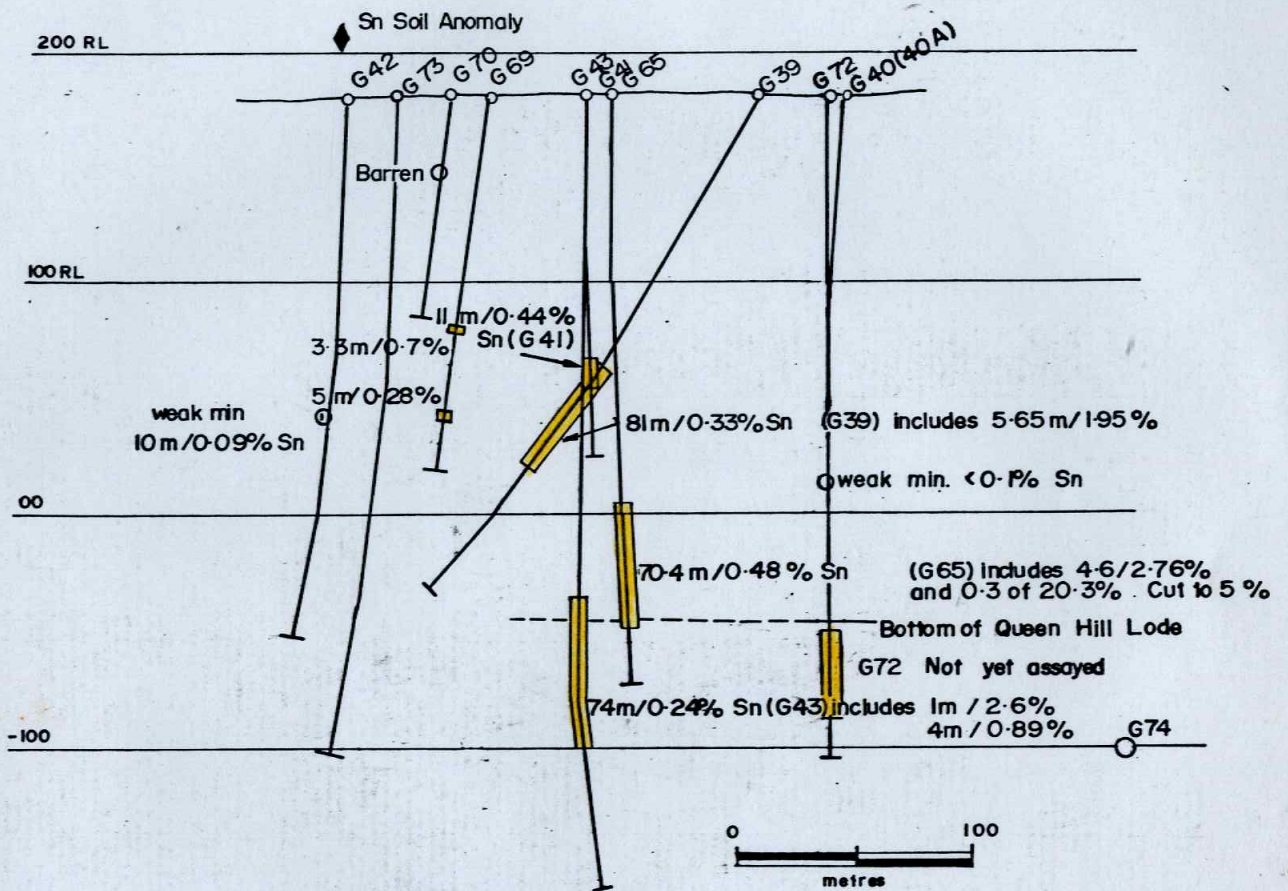 Sn Soil Anomaly
200 RL
G42
G73
G70
G69
G43
G41
G65
G39
G72
G40(40A)
Barren
100 RL
11 m/0·44%
Sn (G41)
3·3m/0·7%
5 m/0·28%
weak min
10m/0·09% Sn
81m/0·33% Sn (G39) includes 5·65m/1·95%
weak min. <0·1% Sn
00
70·4m/0·48% Sn (G65) includes 4·6/2·76%
and 0·3 of 20·3%. Cut to 5%
Bottom of Queen Hill Lode
G72 Not yet assayed
74m/0·24% Sn (G43) includes 1m / 2·6%
4m / 0·89%
-100
G74
0 100
metres